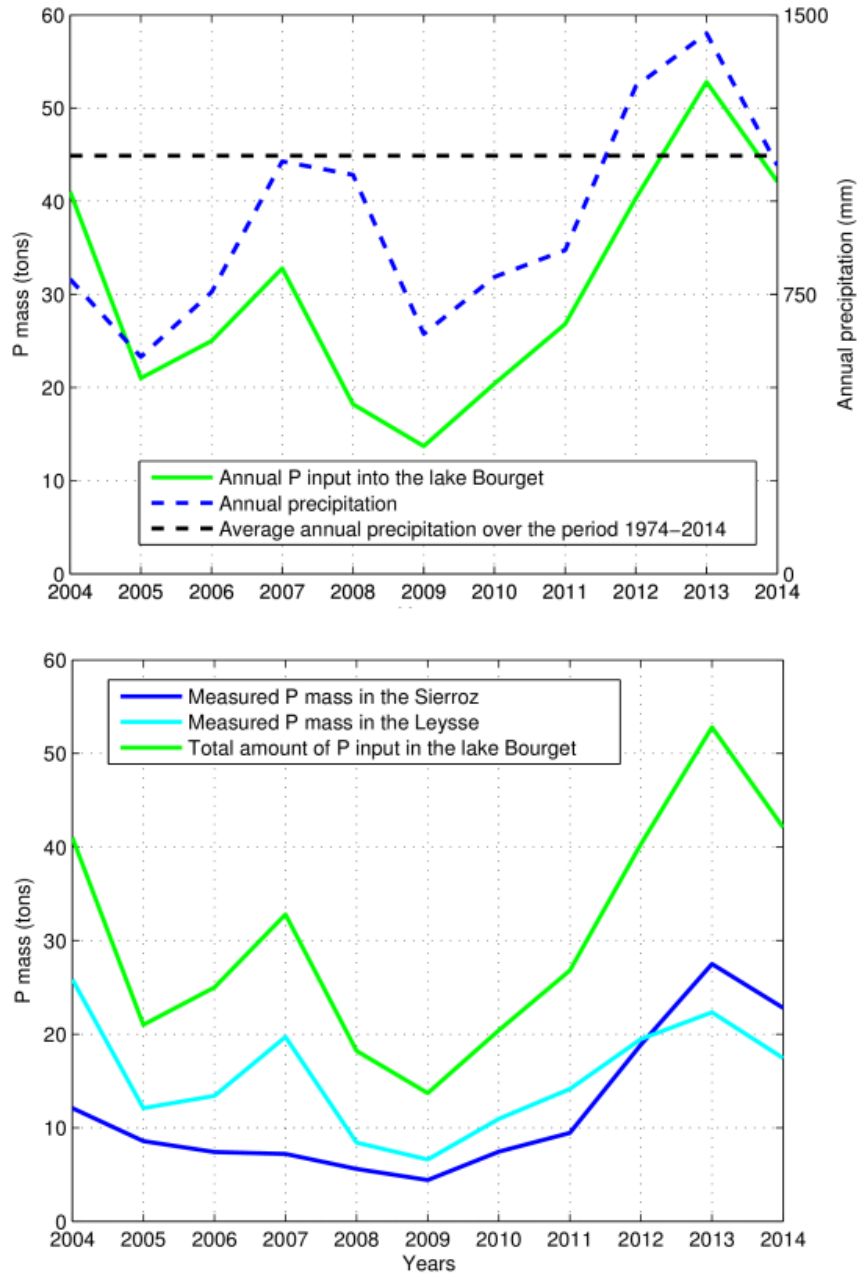 60
50
40
30
20
10
0
P mass (tons)
1500
750
0
Annual precipitation (mm)
Annual P input into the lake Bourget
Annual precipitation
Average annual precipitation over the period 1974−2014
2004 2005 2006 2007 2008 2009 2010 2011 2012 2013 2014
60
50
40
30
20
10
0
P mass (tons)
Measured P mass in the Sierroz
Measured P mass in the Leysse
Total amount of P input in the lake Bourget
2004 2005 2006 2007 2008 2009 2010 2011 2012 2013 2014
Years